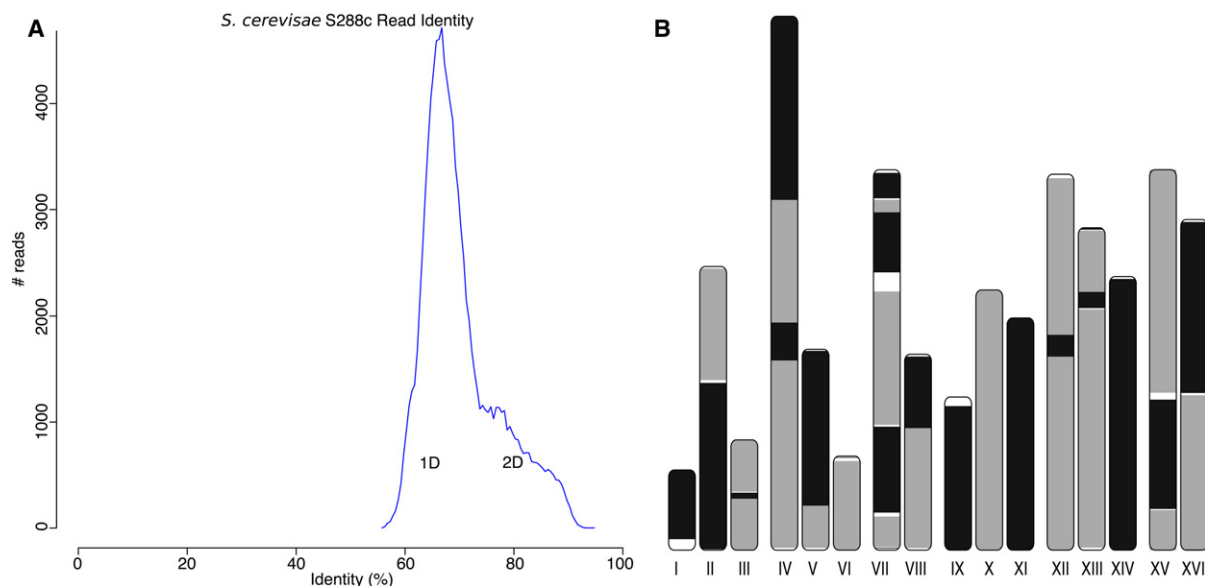 A
S. cerevisae S288c Read Identity
# reads
4000
3000
2000
1000
0
1D
2D
0 20 40 60 80 100
Identity (%)
B
I II III IV V VI VII VIII IX X XI XII XIII XIV XV XVI